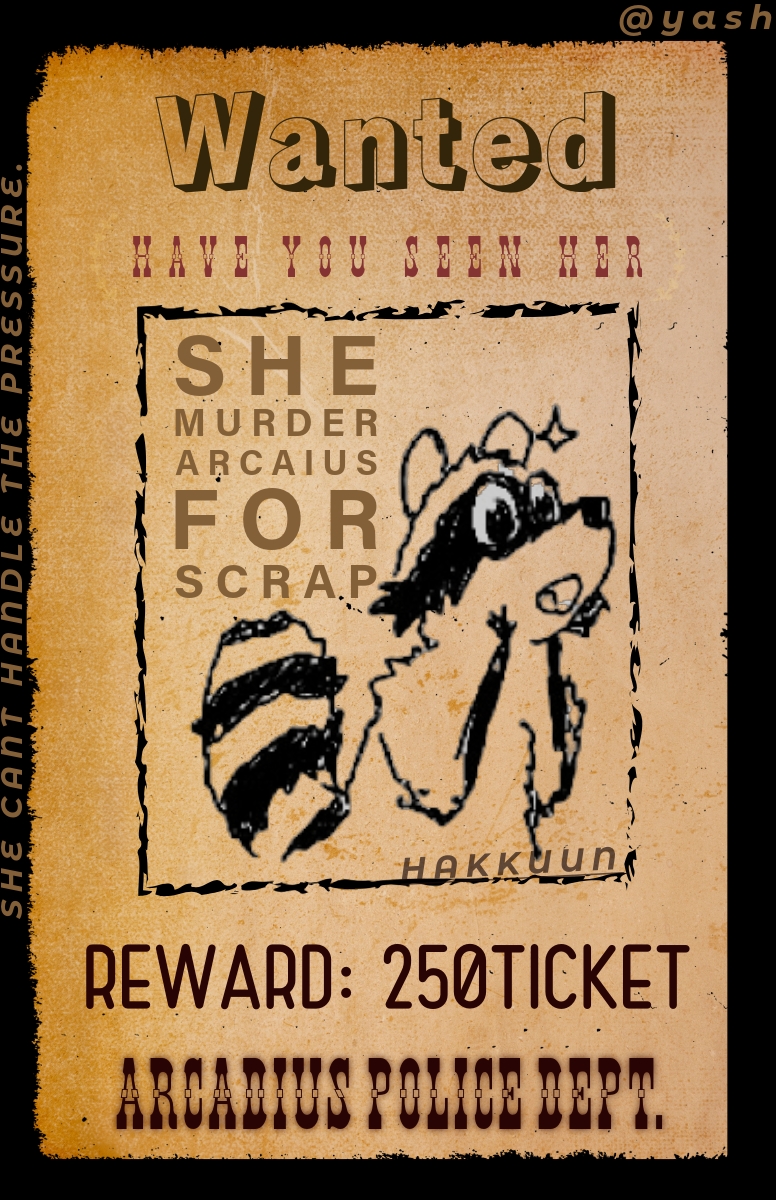 @yash
Wanted
HAVE YOU SEEN HER
SHE
MURDER
ARCAIUS
FOR
SCRAP
HAKKUUN
REWARD: 250TICKET
ARCADIUS POLICE DEPT.
SHE CANT HANDLE THE PRESSURE.